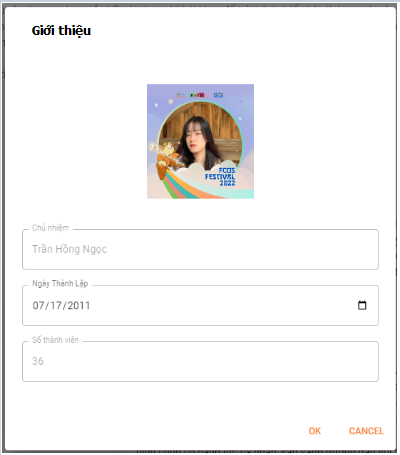 Giới thiệu
FCOS
FESTIVAL
2022
Chủ nhiệm
Trần Hồng Ngọc
Ngày Thành Lập
07/17/2011
Số thành viên
36
OK
CANCEL